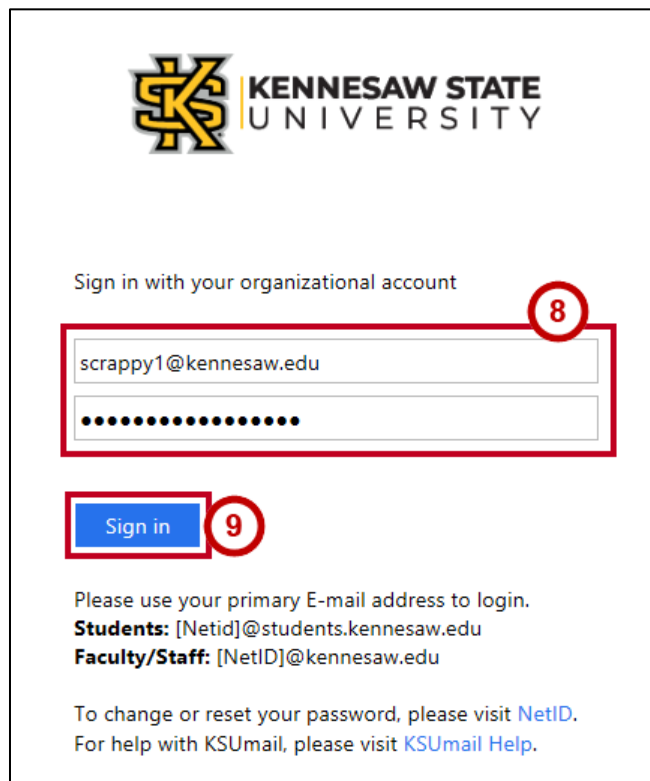 KS
KENNESAW STATE
UNIVERSITY
Sign in with your organizational account
8
scrappy1@kennesaw.edu
●●●●●●●●●●●●●●●●●
Sign in
9
Please use your primary E-mail address to login.
Students: [Netid]@students.kennesaw.edu
Faculty/Staff: [NetID]@kennesaw.edu
To change or reset your password, please visit NetID.
For help with KSUmail, please visit KSUmail Help.